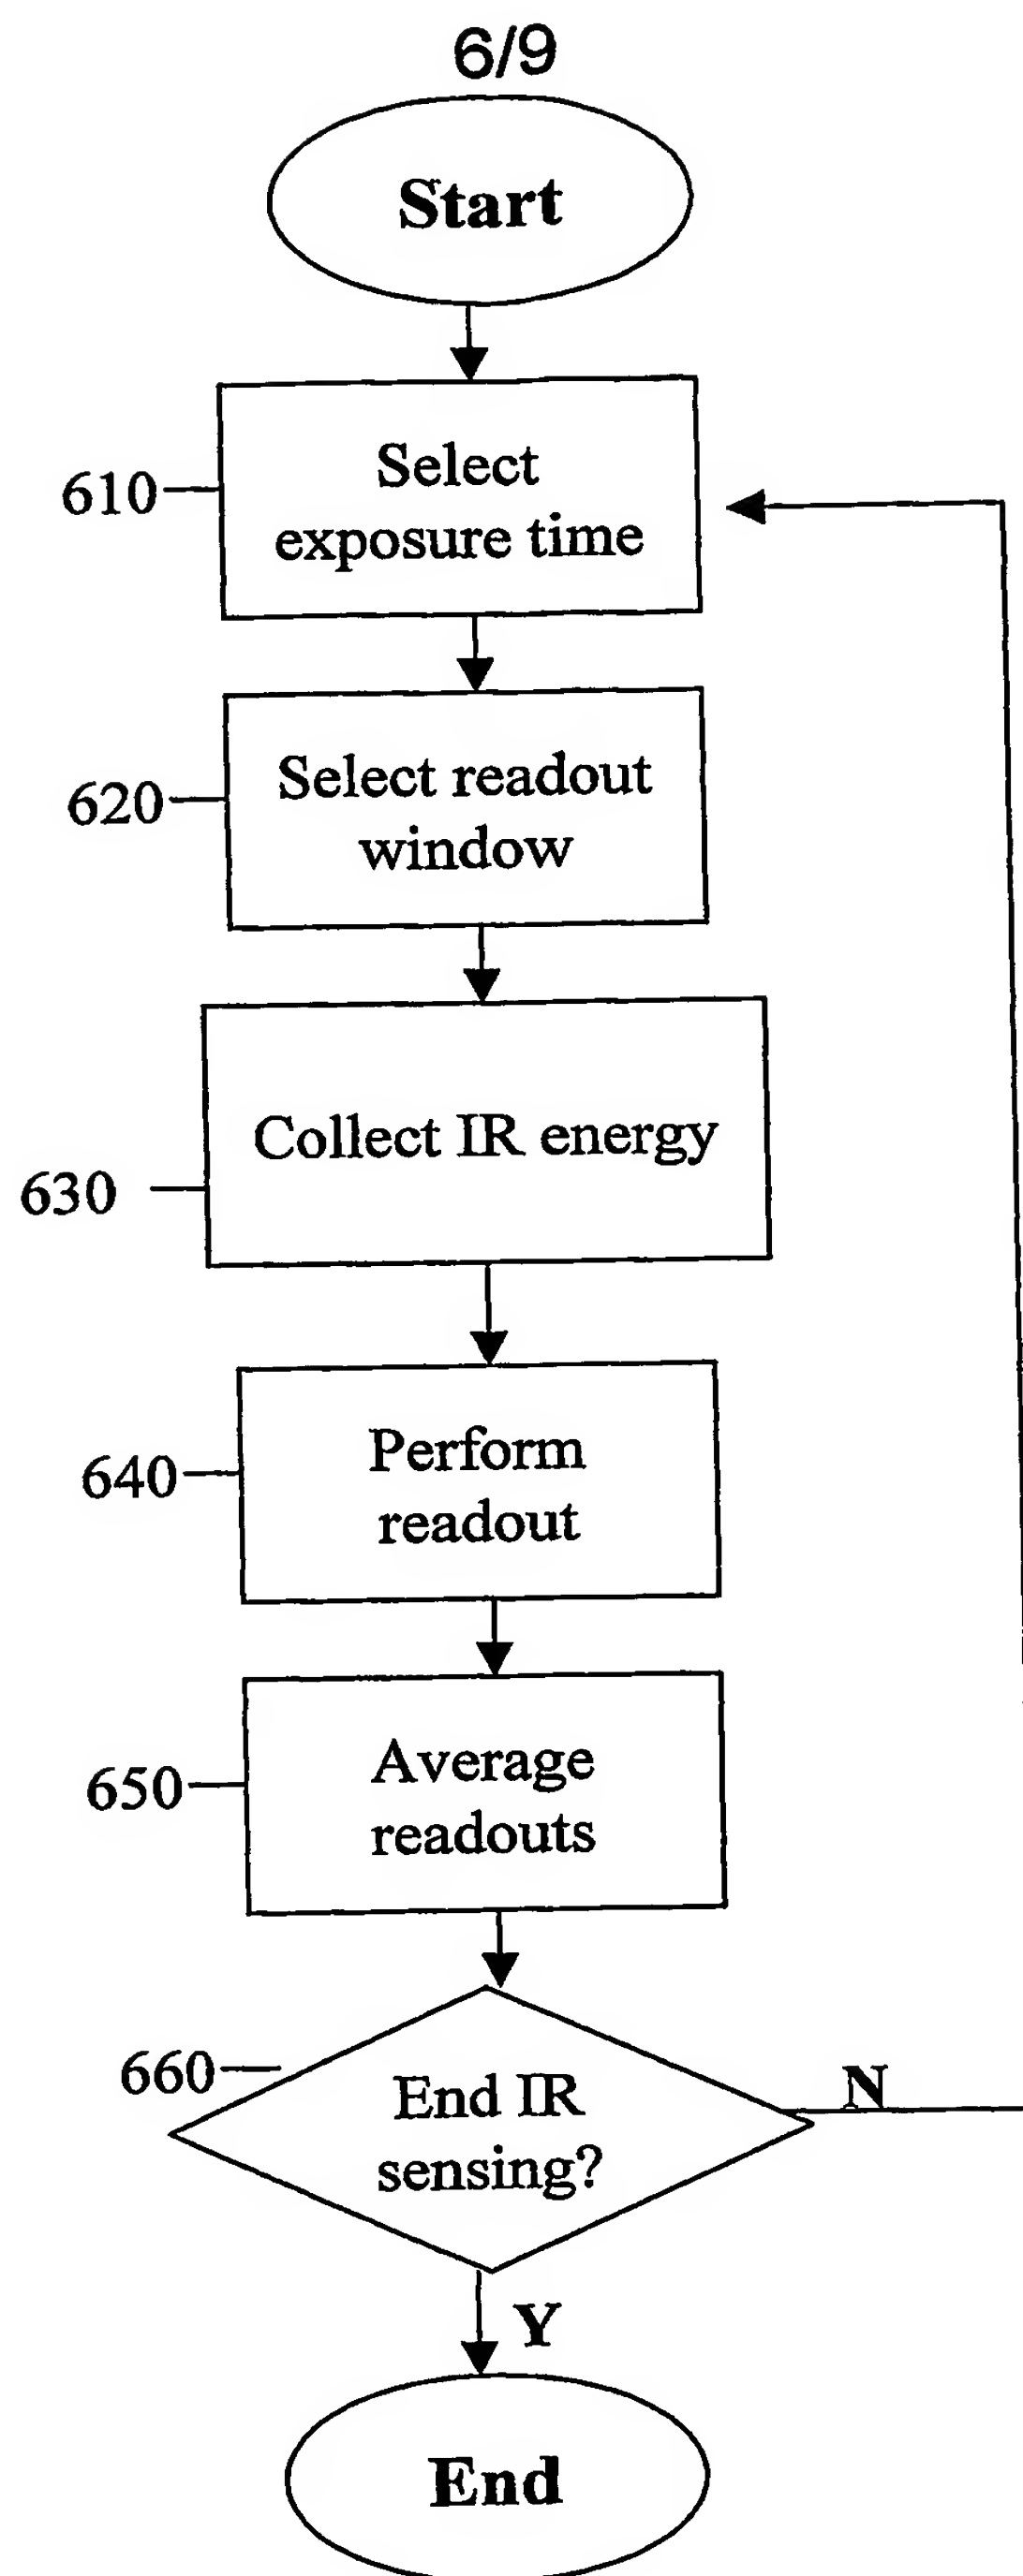 6/9
Start
610
Select
exposure time
620
Select readout
window
Collect IR energy
630
640
Perform
readout
650
Average
readouts
660
End IR
sensing?
N
Y
End